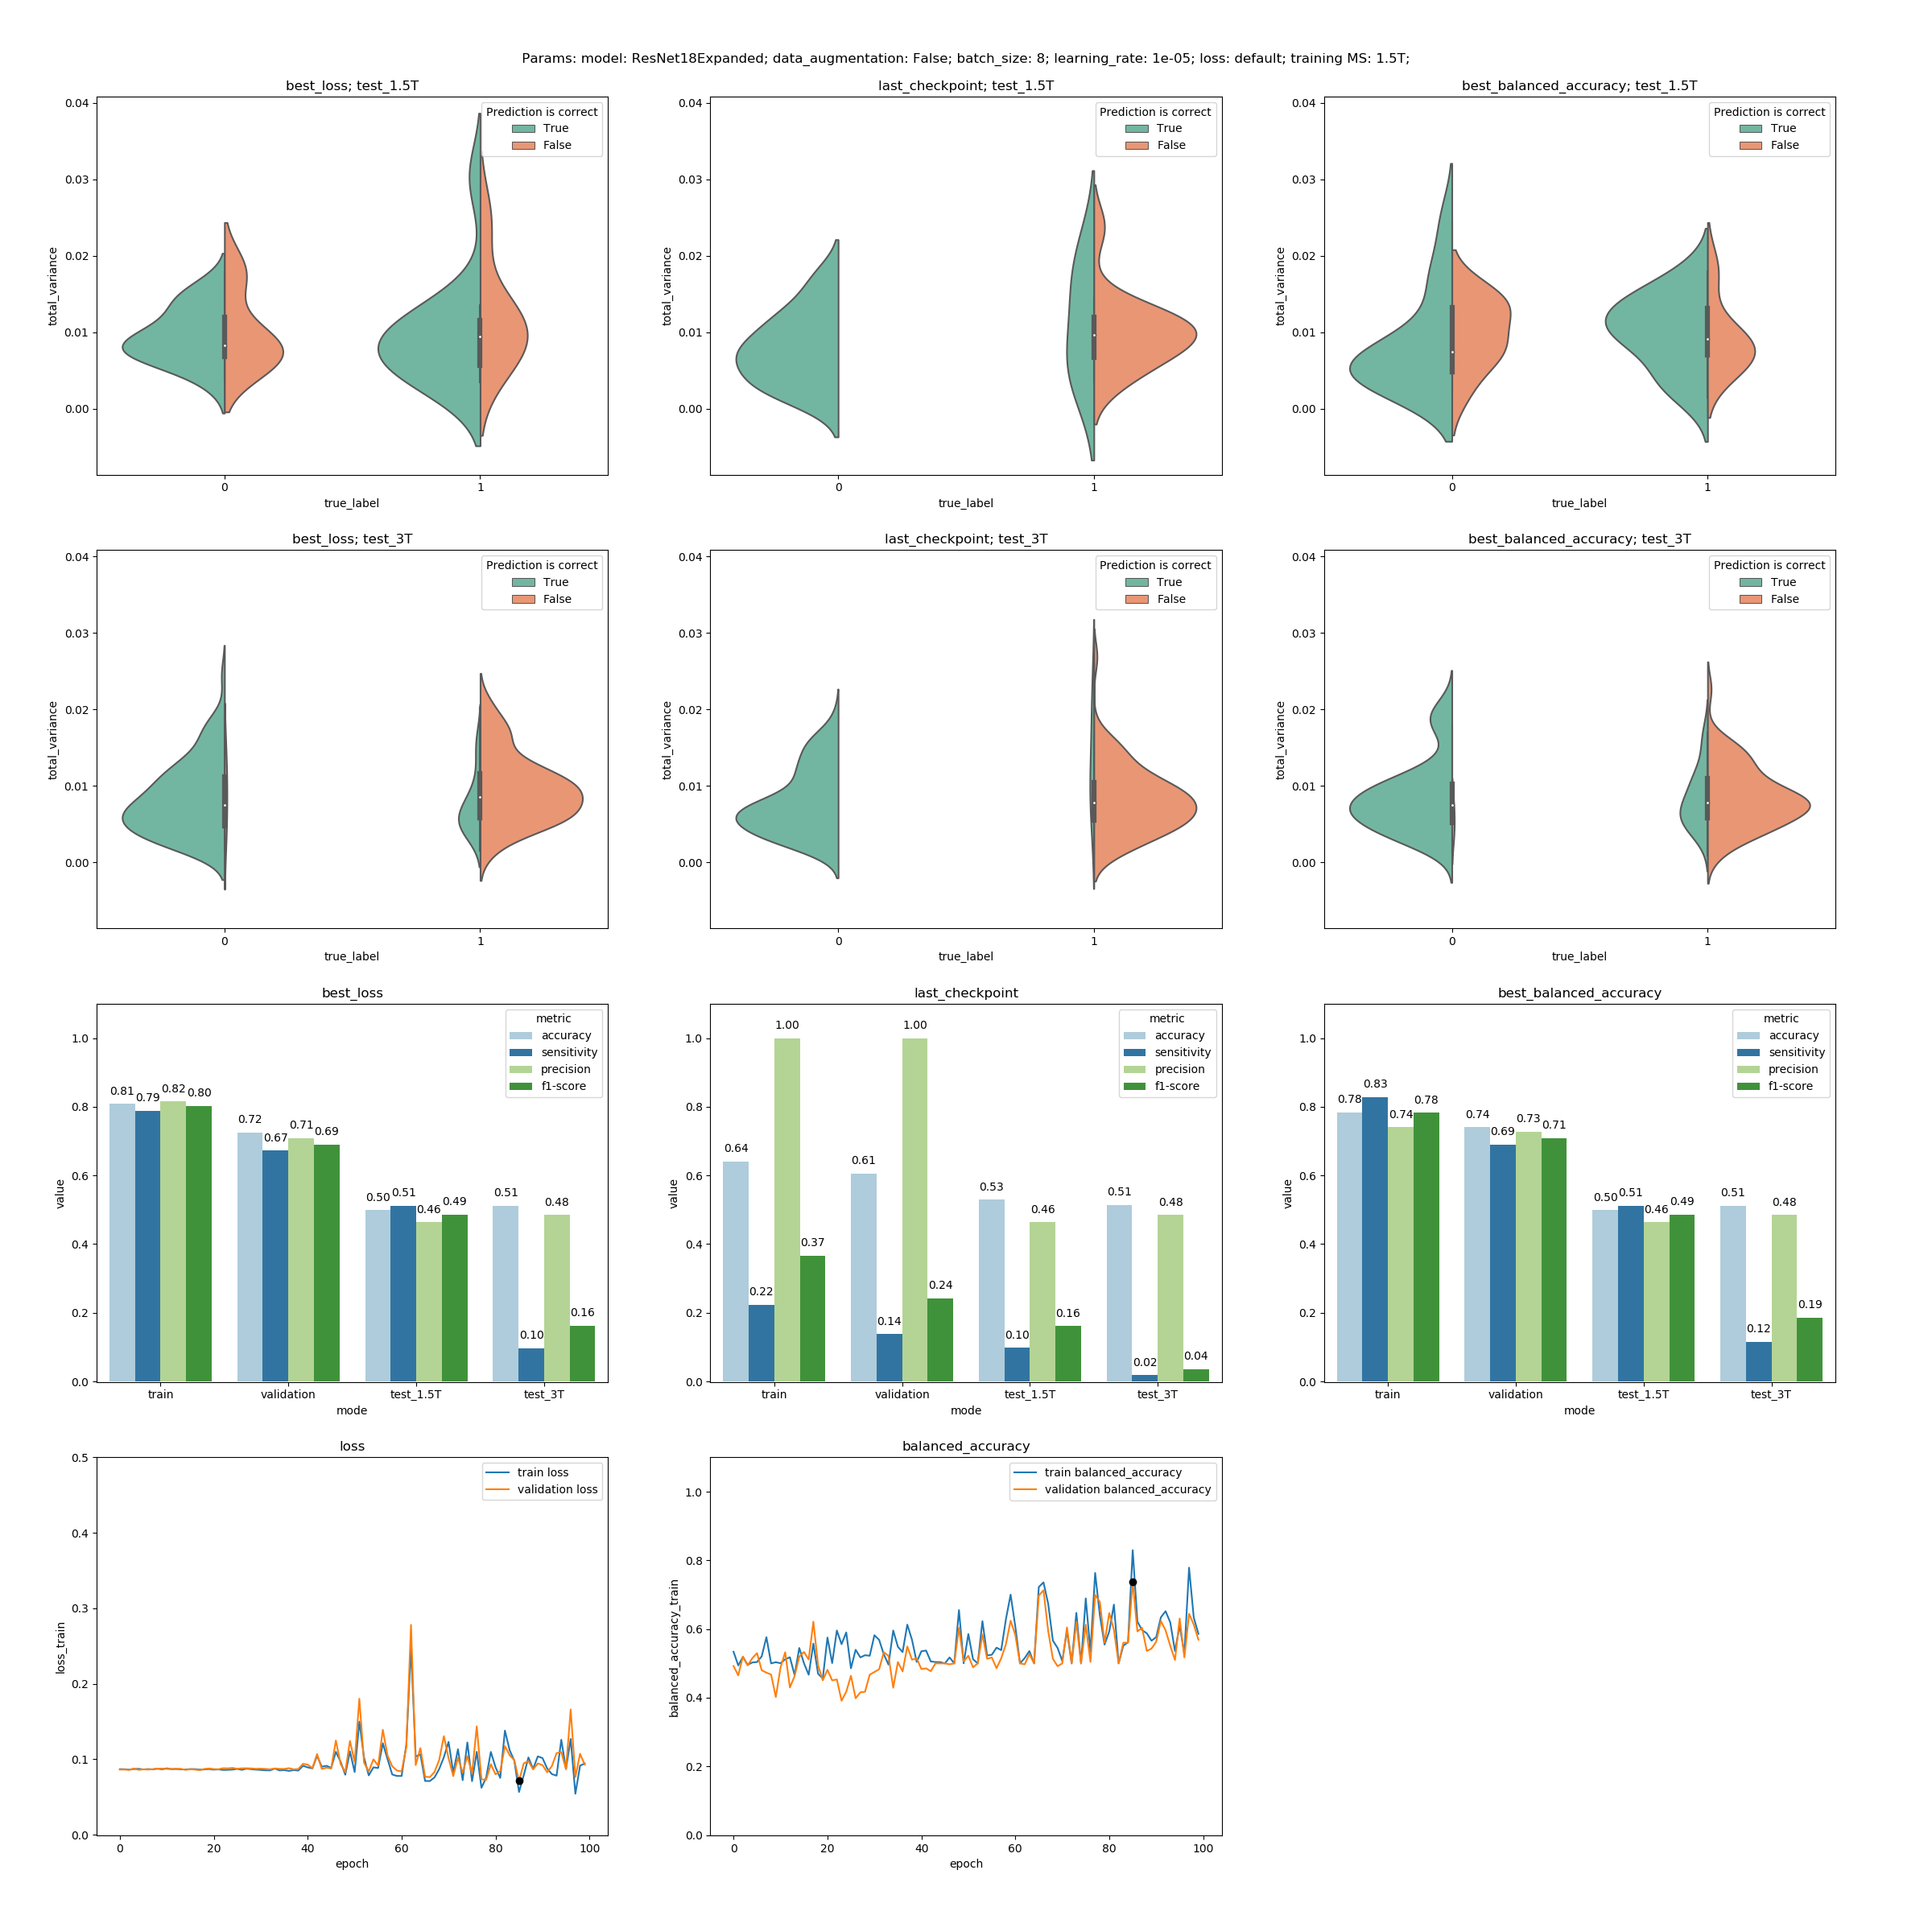 Params: model: ResNet18Expanded; data_augmentation: False; batch_size: 8; learning_rate: 1e-05; loss: default; training MS: 1.5T;
best_loss; test_1.5T
Prediction is correct
True
False
total_variance
0.04
0.03
0.02
0.01
0.00
0 1
true_label
last_checkpoint; test_1.5T
Prediction is correct
True
False
total_variance
0.04
0.03
0.02
0.01
0.00
0 1
true_label
best_balanced_accuracy; test_1.5T
Prediction is correct
True
False
total_variance
0.04
0.03
0.02
0.01
0.00
0 1
true_label
best_loss; test_3T
Prediction is correct
True
False
total_variance
0.04
0.03
0.02
0.01
0.00
0 1
true_label
last_checkpoint; test_3T
Prediction is correct
True
False
total_variance
0.04
0.03
0.02
0.01
0.00
0 1
true_label
best_balanced_accuracy; test_3T
Prediction is correct
True
False
total_variance
0.04
0.03
0.02
0.01
0.00
0 1
true_label
best_loss
metric
accuracy
sensitivity
precision
f1-score
value
1.0
0.8
0.6
0.4
0.2
0.0
0.81 0.79 0.82 0.80
0.72 0.67 0.71 0.69
0.50 0.51 0.46 0.49
0.51 0.10 0.48 0.16
train validation test_1.5T test_3T
mode
last_checkpoint
metric
accuracy
sensitivity
precision
f1-score
value
1.0
0.8
0.6
0.4
0.2
0.0
0.64 0.22 1.00 0.37
0.61 0.14 1.00 0.24
0.53 0.10 0.46 0.16
0.51 0.02 0.48 0.04
train validation test_1.5T test_3T
mode
best_balanced_accuracy
metric
accuracy
sensitivity
precision
f1-score
value
1.0
0.8
0.6
0.4
0.2
0.0
0.78 0.83 0.74 0.78
0.74 0.69 0.73 0.71
0.50 0.51 0.46 0.49
0.51 0.12 0.48 0.19
train validation test_1.5T test_3T
mode
loss
train loss
validation loss
loss_train
0.5
0.4
0.3
0.2
0.1
0.0
0 20 40 60 80 100
epoch
balanced_accuracy
train balanced_accuracy
validation balanced_accuracy
balanced_accuracy_train
1.0
0.8
0.6
0.4
0.2
0.0
0 20 40 60 80 100
epoch